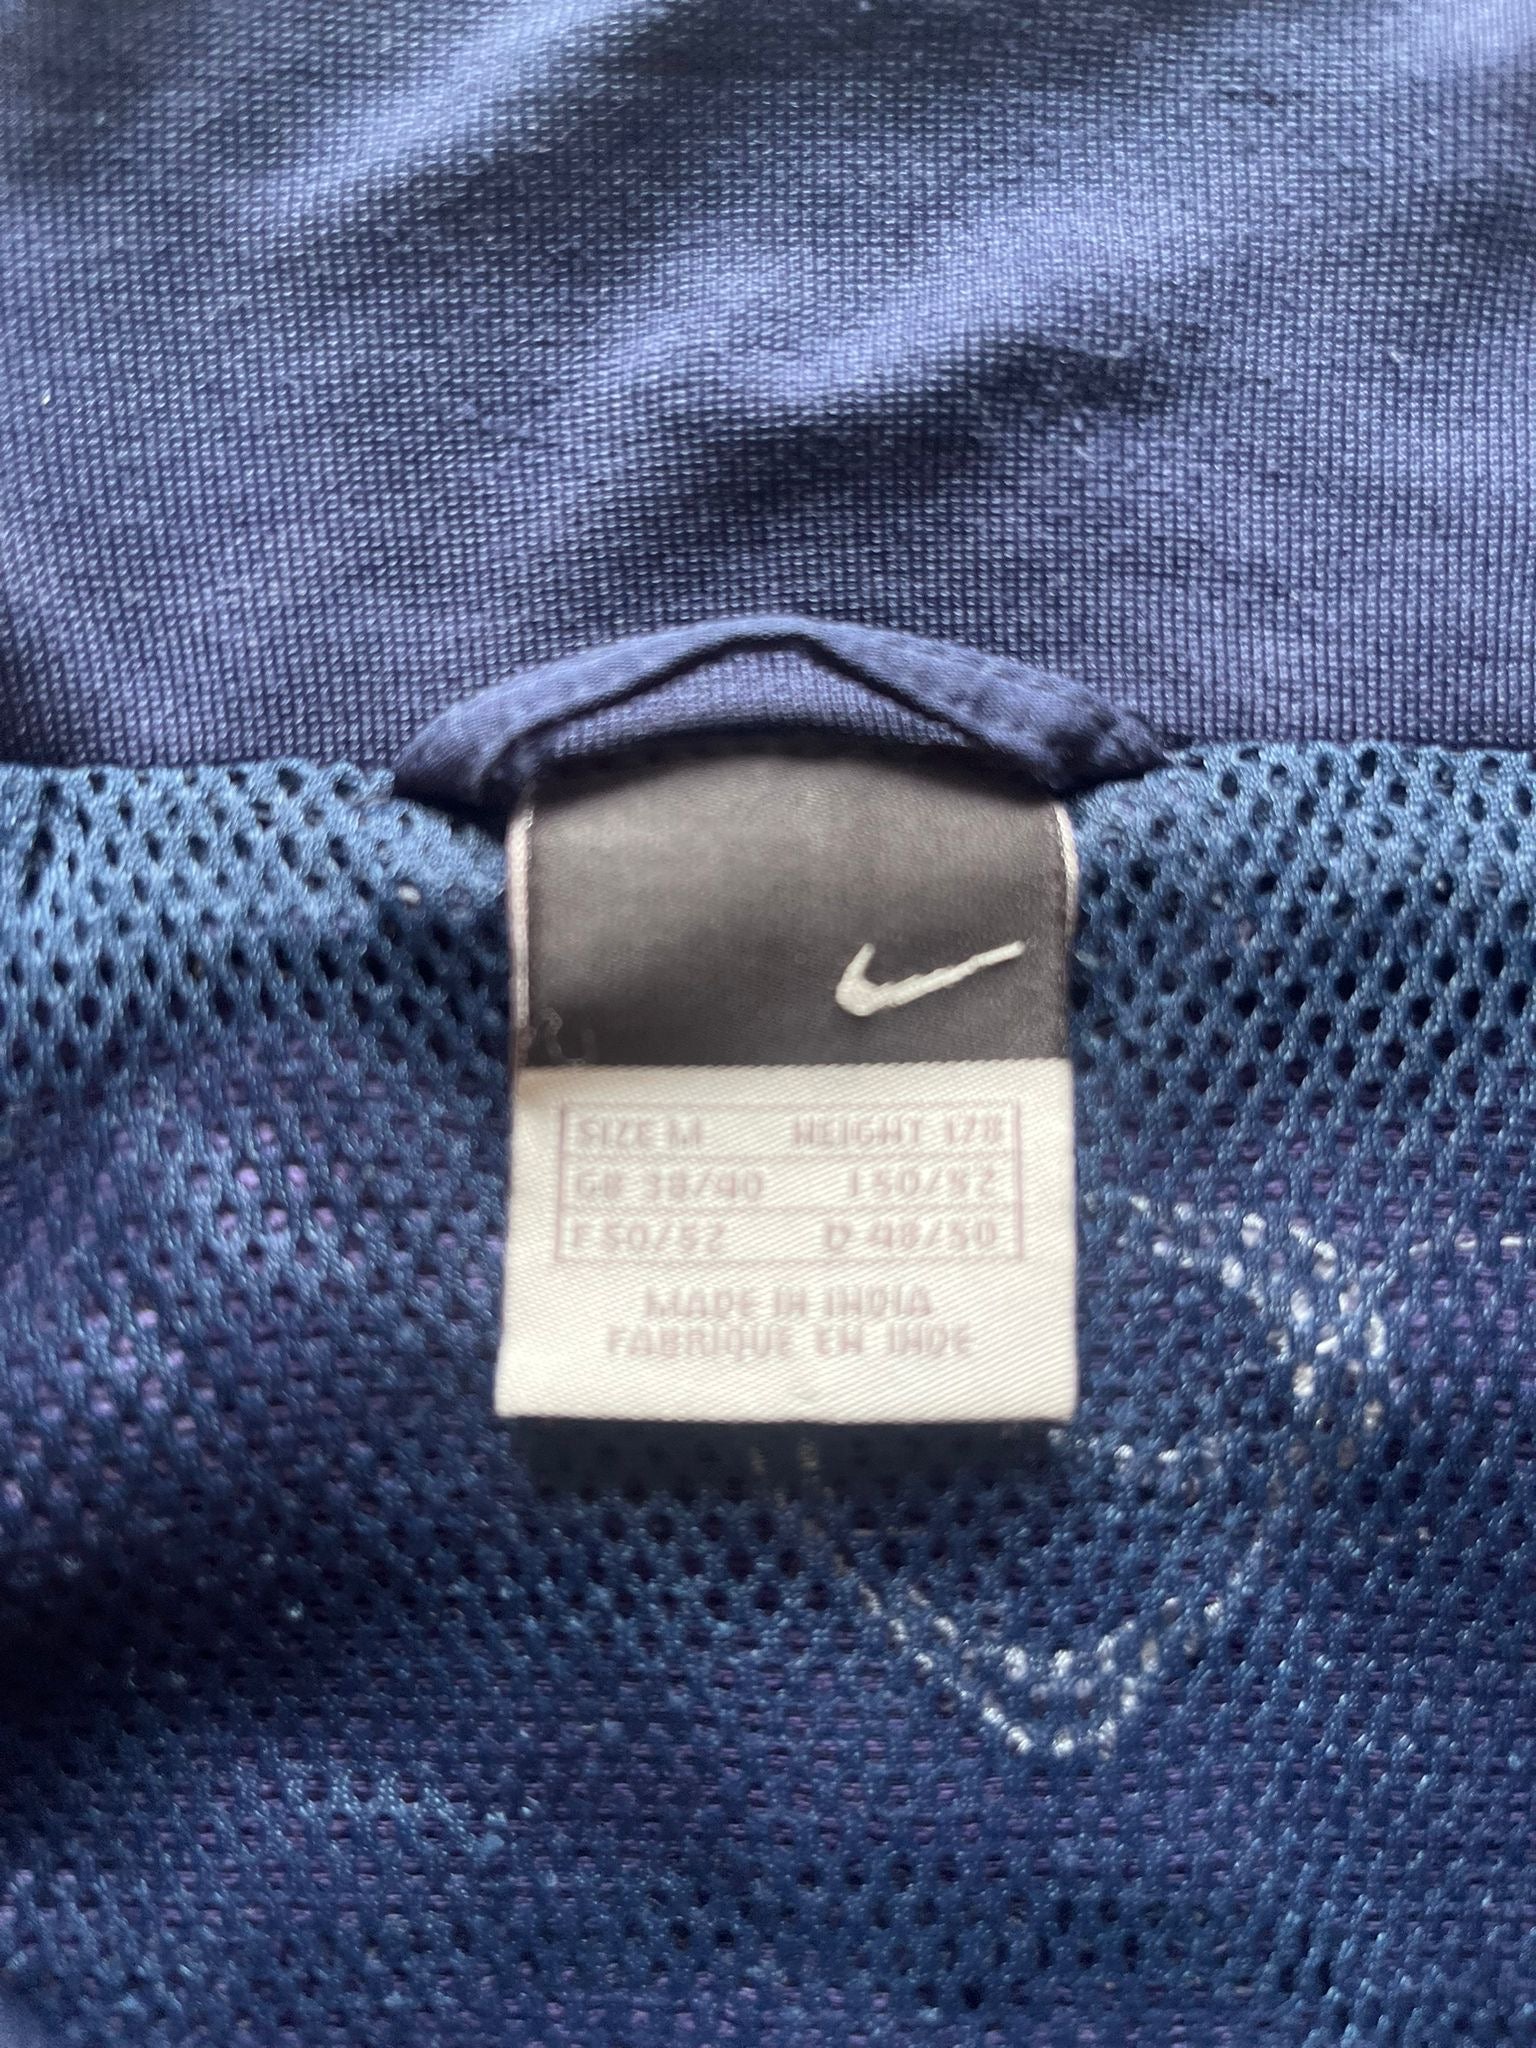 SIZE M HEIGHT 178
GB 38/40 I 50/52
F 50/52 D 48/50
MADE IN INDIA
FABRIQUE EN INDE